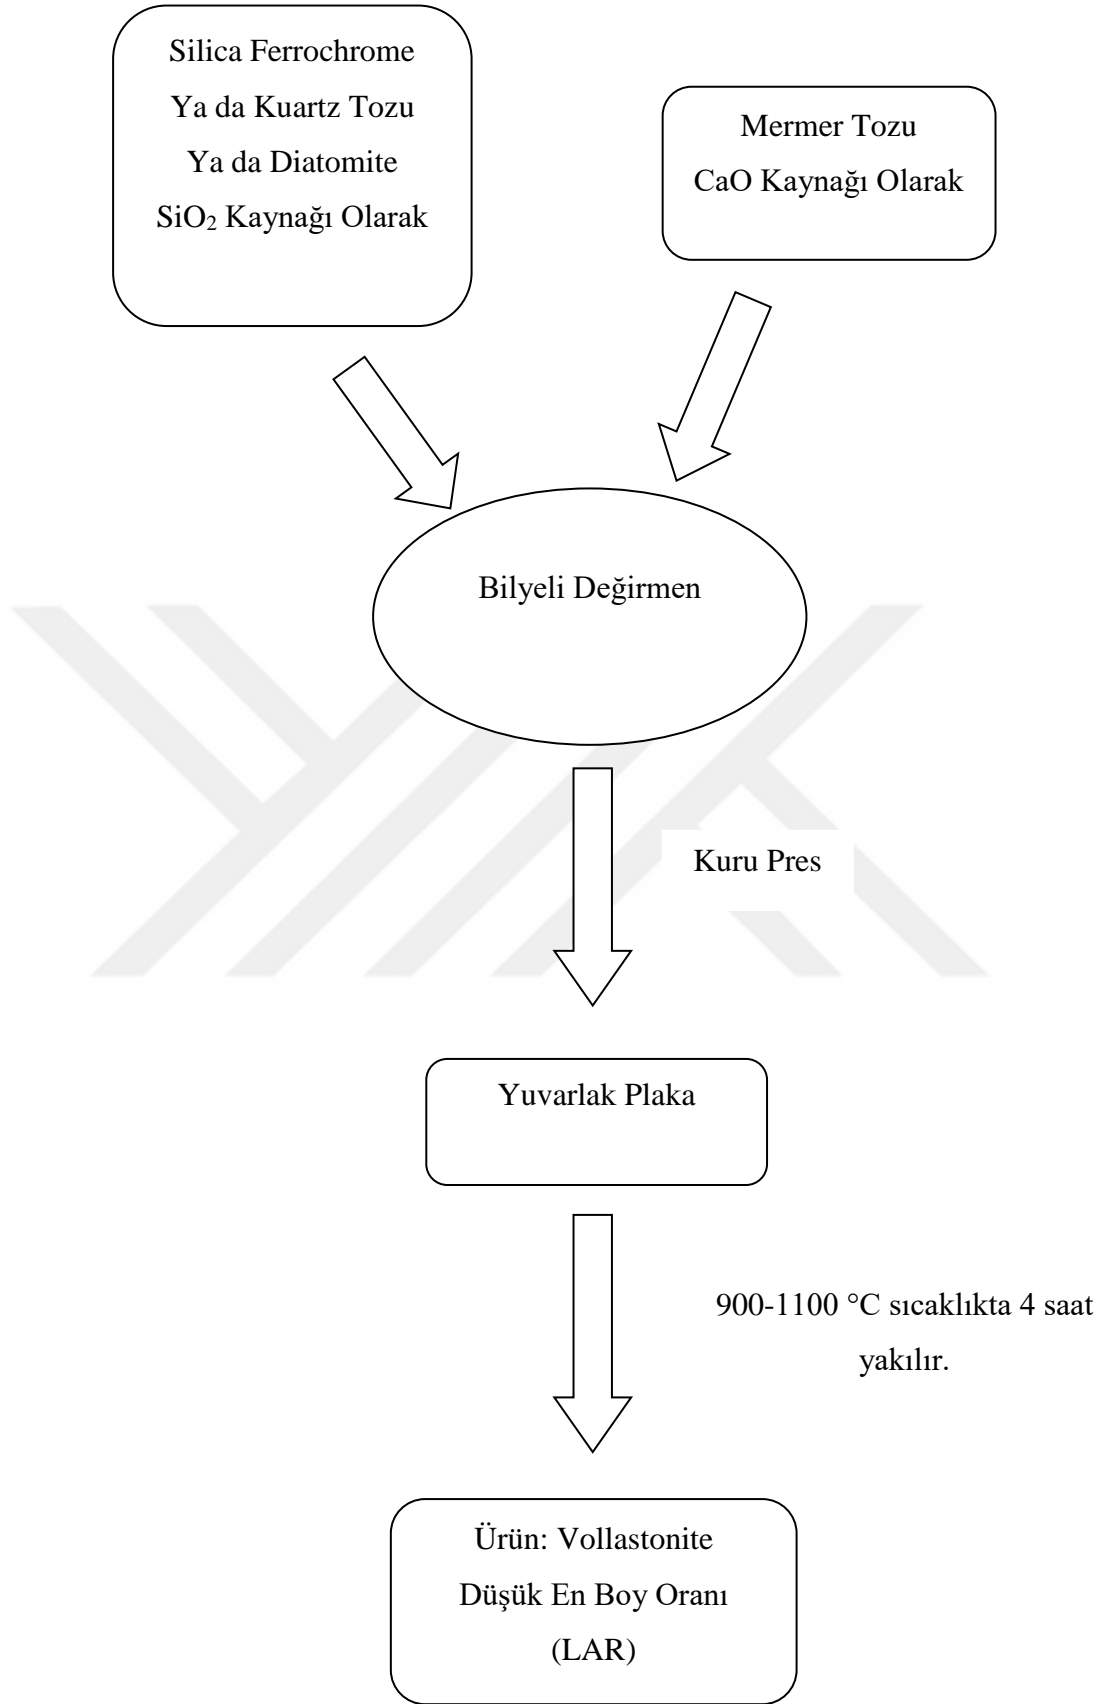 Silica Ferrochrome
Ya da Kuartz Tozu
Ya da Diatomite
SiO₂ Kaynağı Olarak
Mermer Tozu
CaO Kaynağı Olarak
Bilyeli Değirmen
Kuru Pres
Yuvarlak Plaka
900-1100 °C sıcaklıkta 4 saat
yakılır.
Ürün: Vollastonite
Düşük En Boy Oranı
(LAR)